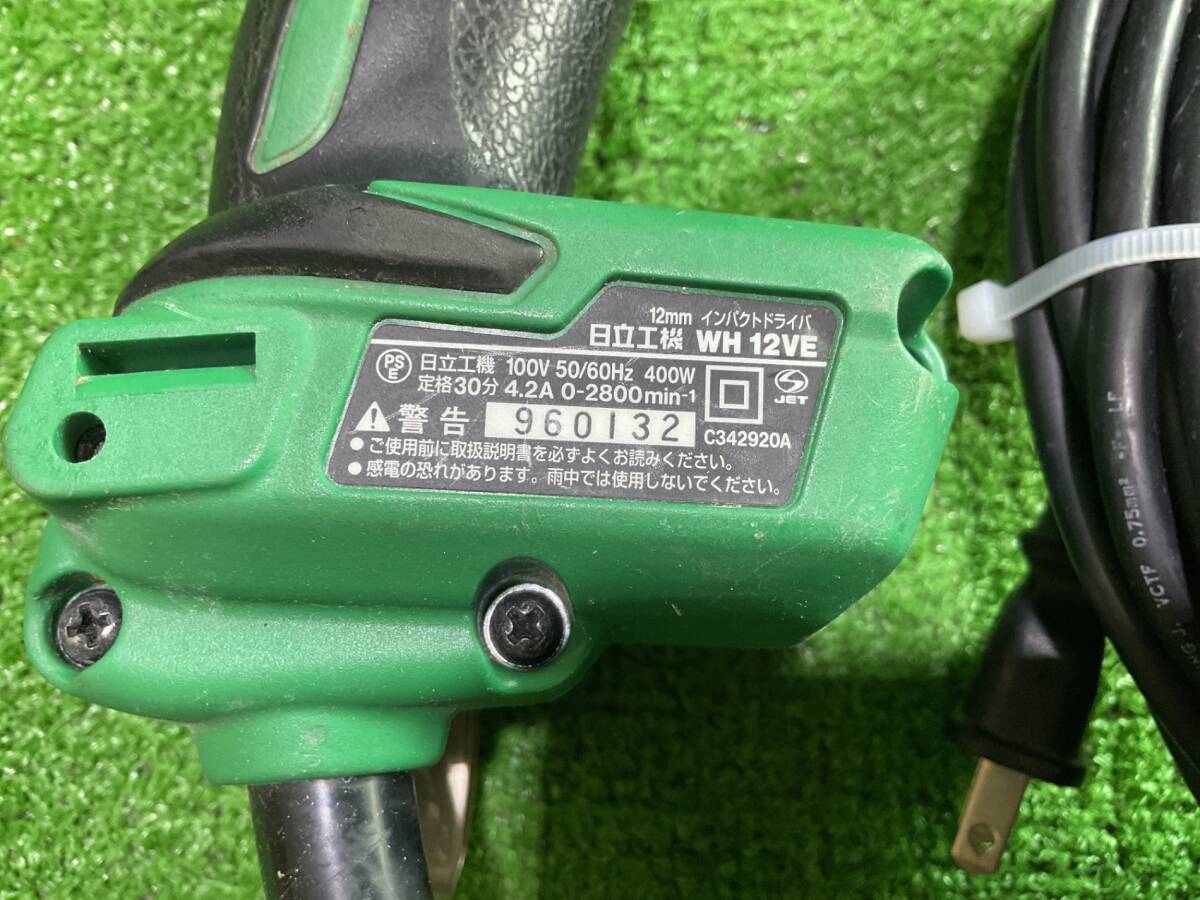 12mm インパクトドライバ
日立工機 WH 12VE
PS E 日立工機 100V 50/60Hz 400W
定格30分 4.2A 0-2800min-1
JET
警告 960132 C342920A
● ご使用前に取扱説明書を必ずよくお読みください。
● 感電の恐れがあります。雨中では使用しないでください。
VCTF 0.75mm² -F- LF